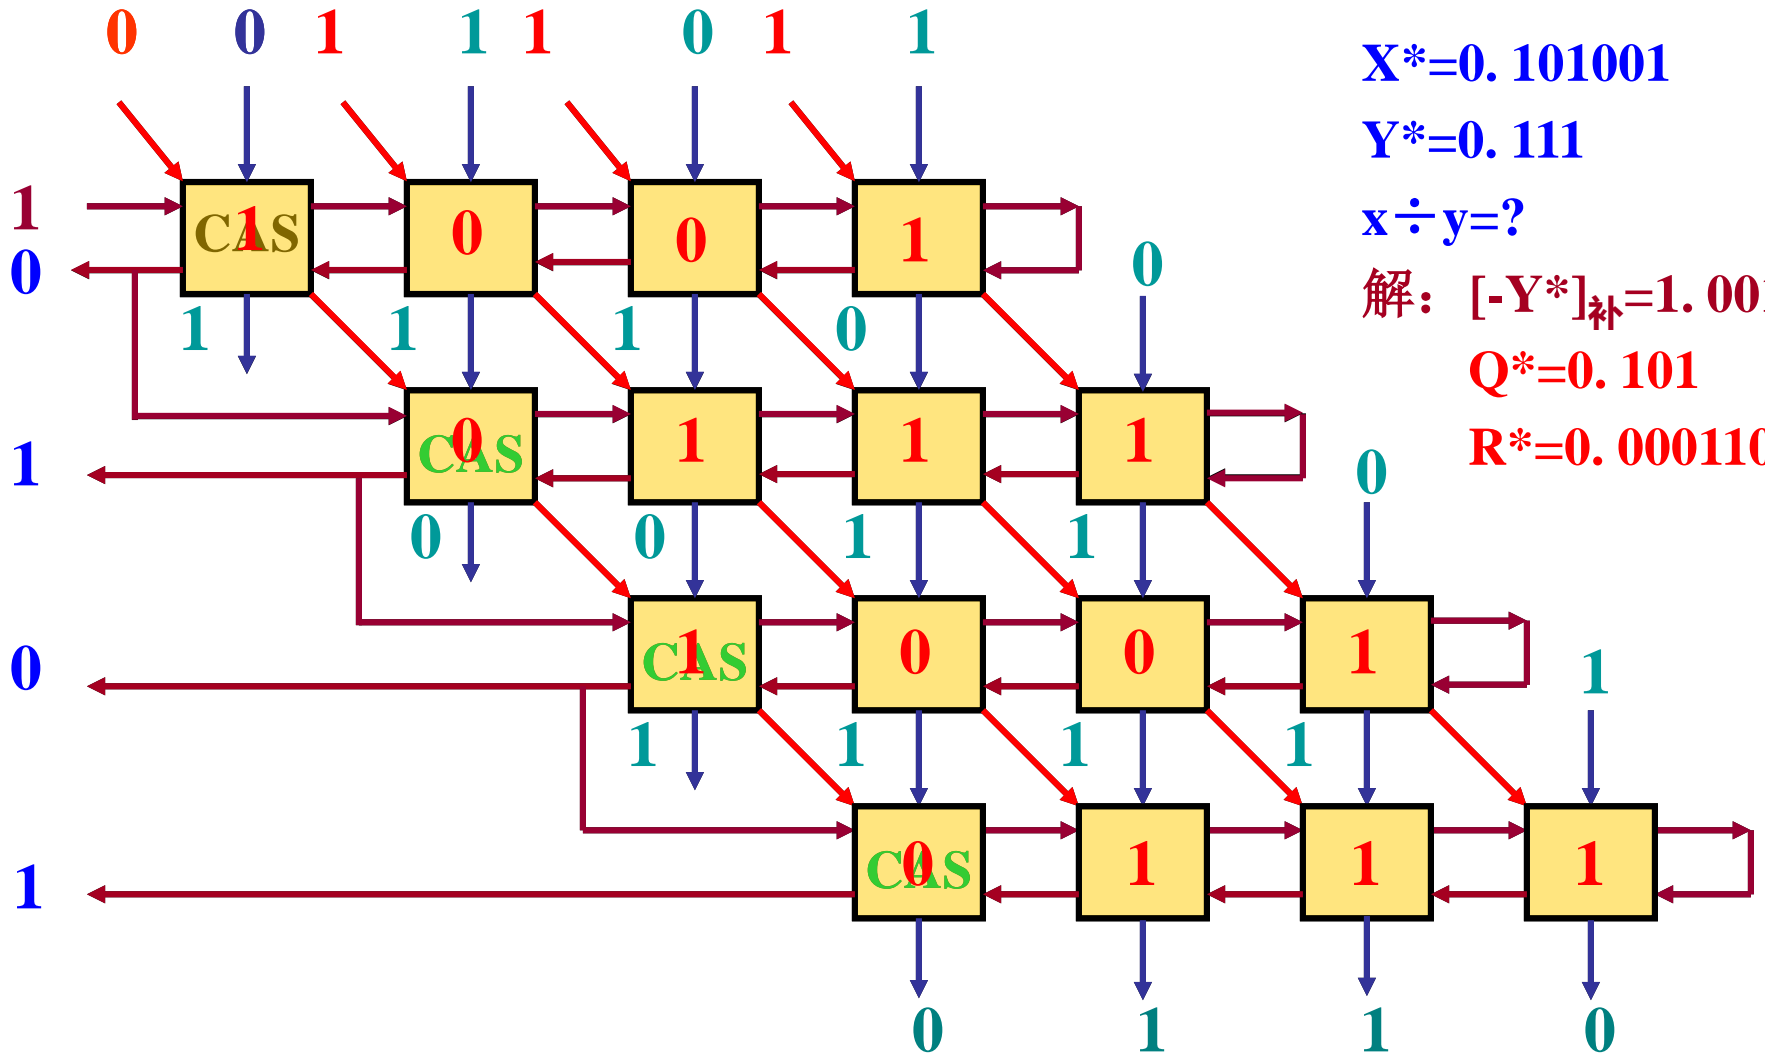 0 0 1 1 1 0 1 1
X*=0. 101001
Y*=0. 111
x÷y=?
解: [-Y*]补=1. 001
Q*=0. 101
R*=0. 000110
1 CAS 1 0 0 1
0 0
1 1 1 0
CAS 0 1 1 1
1 0
0 0 1 1
CAS 1 0 0 1
0 1
1 1 1 1
CAS 0 1 1 1
1
0 1 1 0